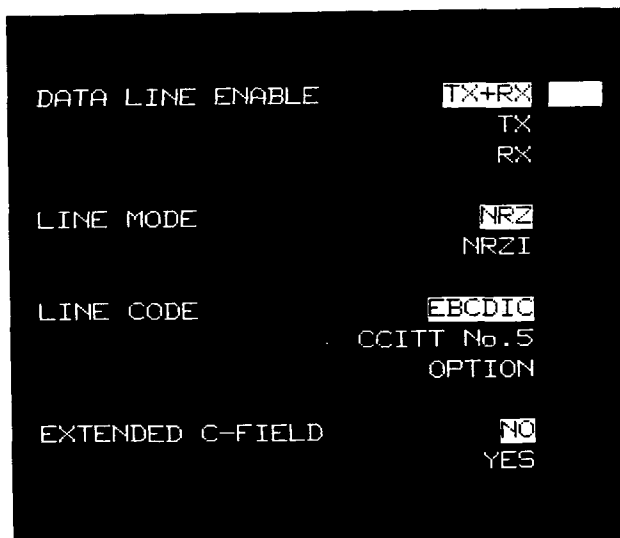 DATA LINE ENABLE TX+RX
TX
RX
LINE MODE NRZ
NRZI
LINE CODE EBCDIC
CCITT No.5
OPTION
EXTENDED C-FIELD NO
YES